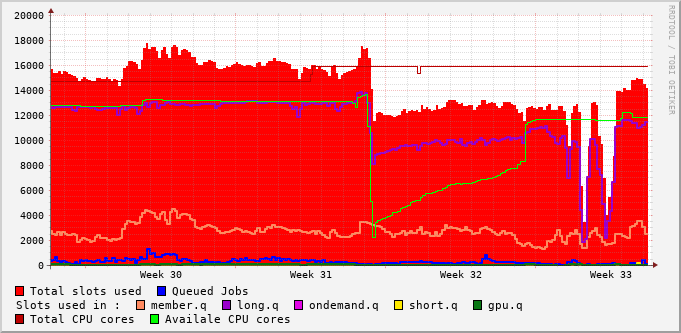 RRDTOOL / TOBI OETIKER
20000
18000
16000
14000
12000
10000
8000
6000
4000
2000
0
Week 30 Week 31 Week 32 Week 33
Total slots used Queued Jobs
Slots used in : member.q long.q ondemand.q short.q gpu.q
Total CPU cores Availale CPU cores